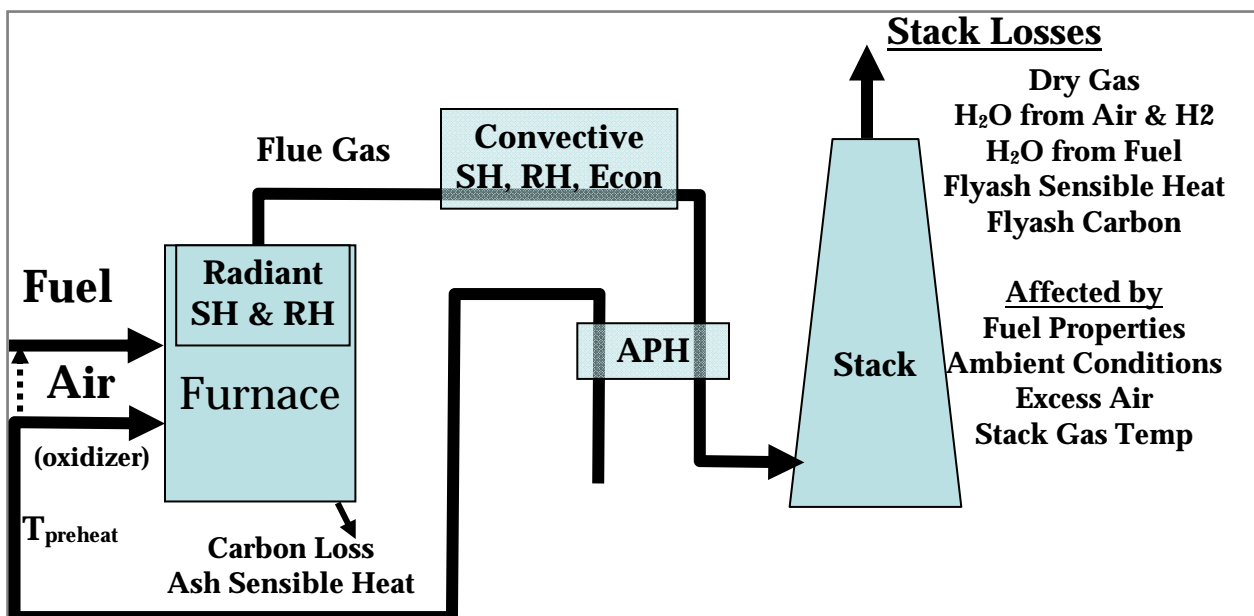 Stack Losses
Dry Gas
H₂O from Air & H2
H₂O from Fuel
Flyash Sensible Heat
Flyash Carbon
Affected by
Fuel Properties
Ambient Conditions
Excess Air
Stack Gas Temp
Convective
SH, RH, Econ
Flue Gas
Radiant
SH & RH
Furnace
Fuel
Air
(oxidizer)
Tpreheat
APH
Stack
Carbon Loss
Ash Sensible Heat